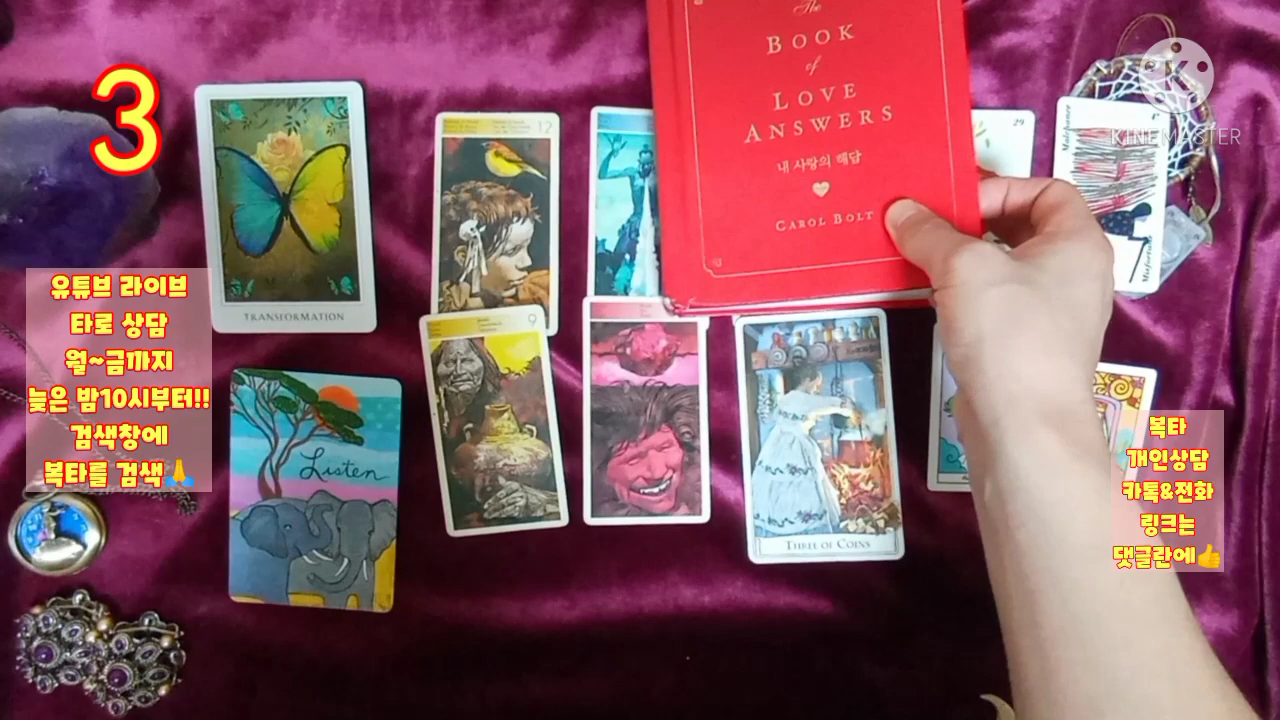 3
The
BOOK
of
LOVE
ANSWERS
내 사랑의 해답
CAROL BOLT
KINEMASTER
12
29
Misfortune
TRANSFORMATION
유튜브 라이브
타로 상담
월~금까지
늦은 밤10시부터!!
검색창에
복타를 검색🙏
9
Listen
THREE OF COINS
복타
개인상담
카톡&전화
링크는
댓글란에👍